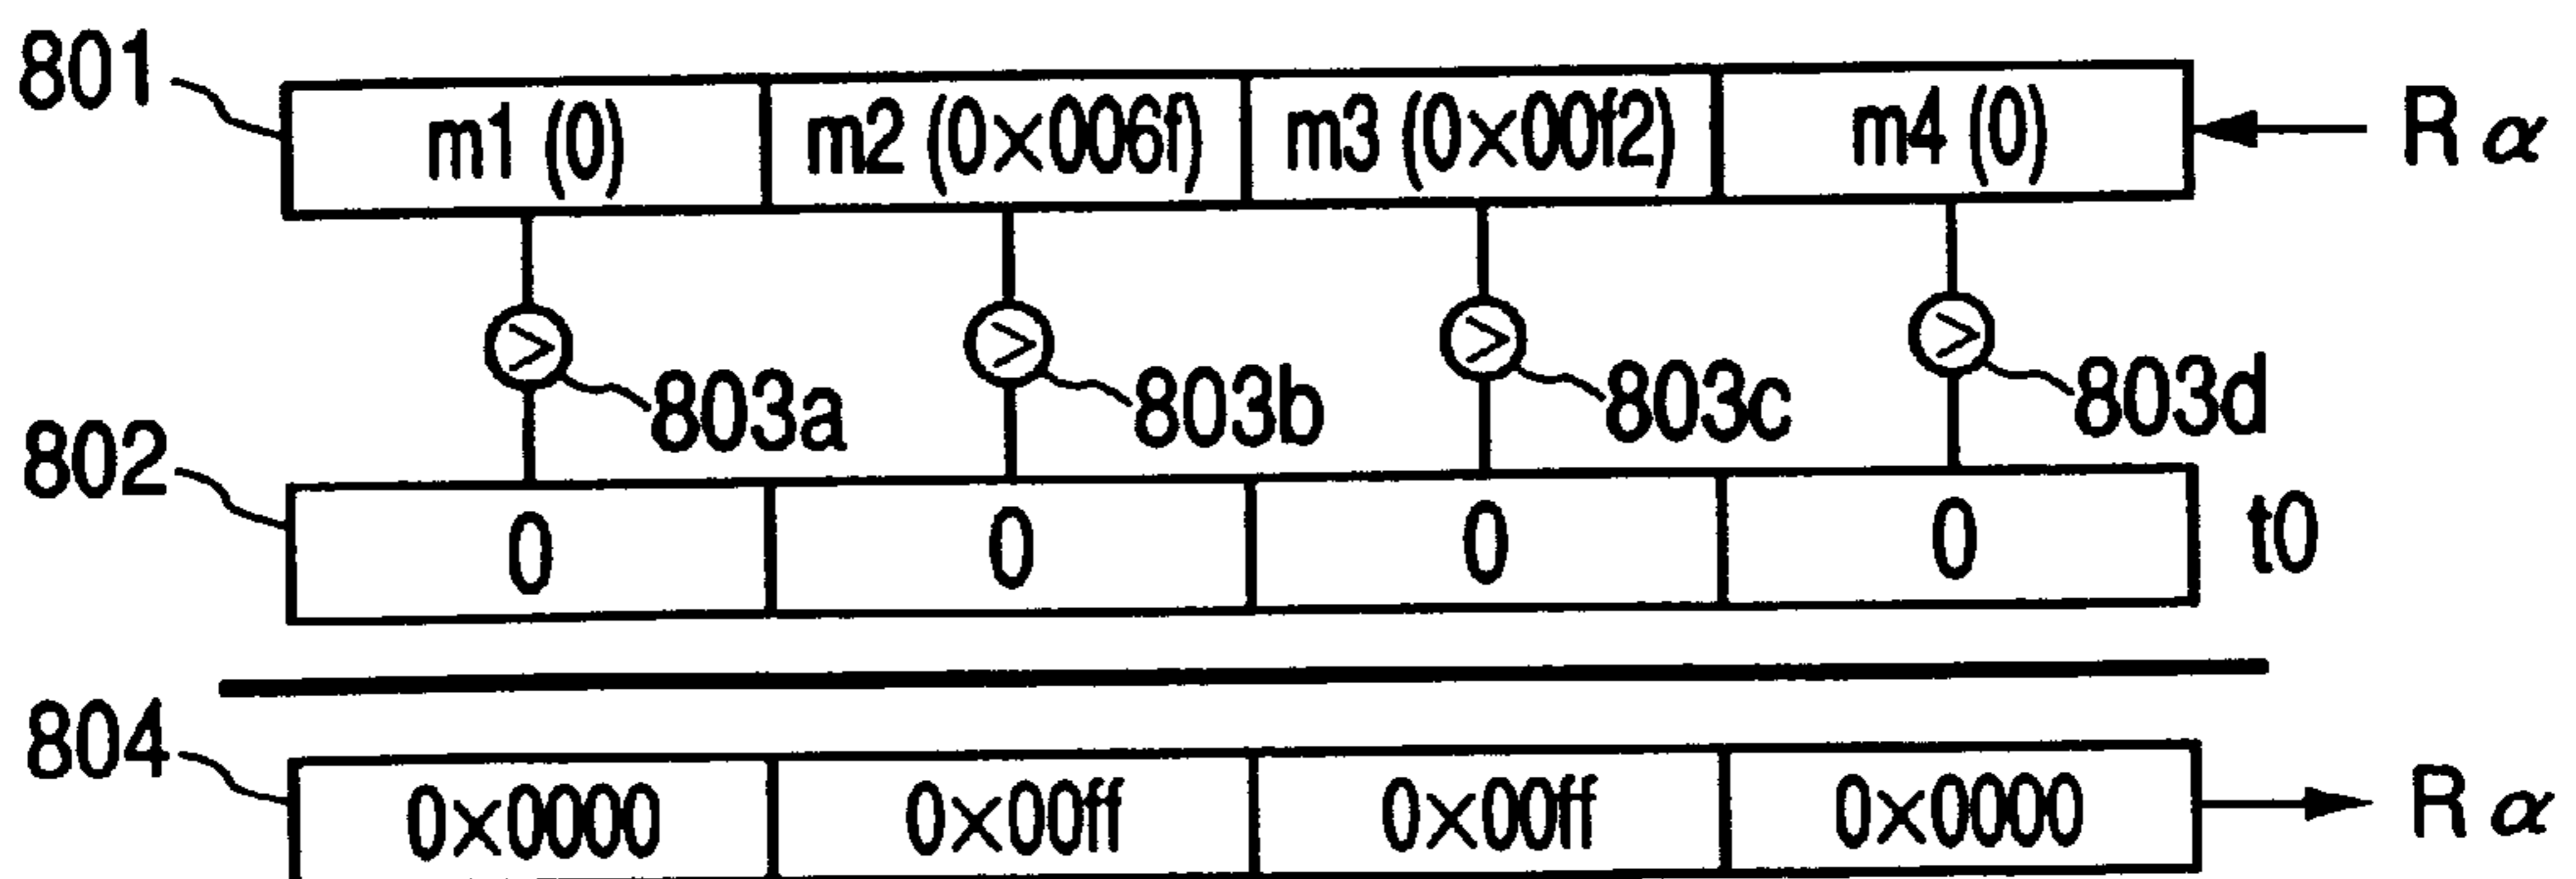 801 m1 (0) m2 (0×006f) m3 (0×00f2) m4 (0) R α
> > > >
803a 803b 803c 803d
802 0 0 0 0 t0
804 0×0000 0×00ff 0×00ff 0×0000 R α